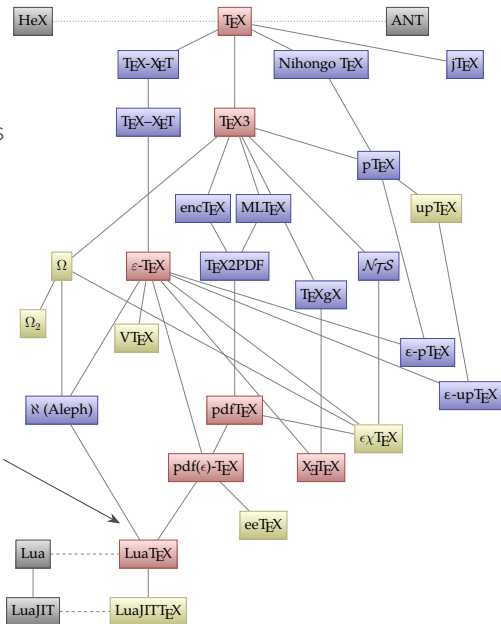 HeX TEX ANT
TEX-XET Nihongo TEX jTEX
TEX--XET TEX3
s
pTEX
encTEX MLTEX upTEX
Ω ε-TEX TEX2PDF NTS
TEXgX
Ω₂ VTEX
ε-pTEX
ε-upTEX
ℵ (Aleph) pdfTEX
ϵχTEX
pdf(ϵ)-TEX XƎTEX
eeTEX
Lua LuaTEX
LuaJIT LuaJITTEX